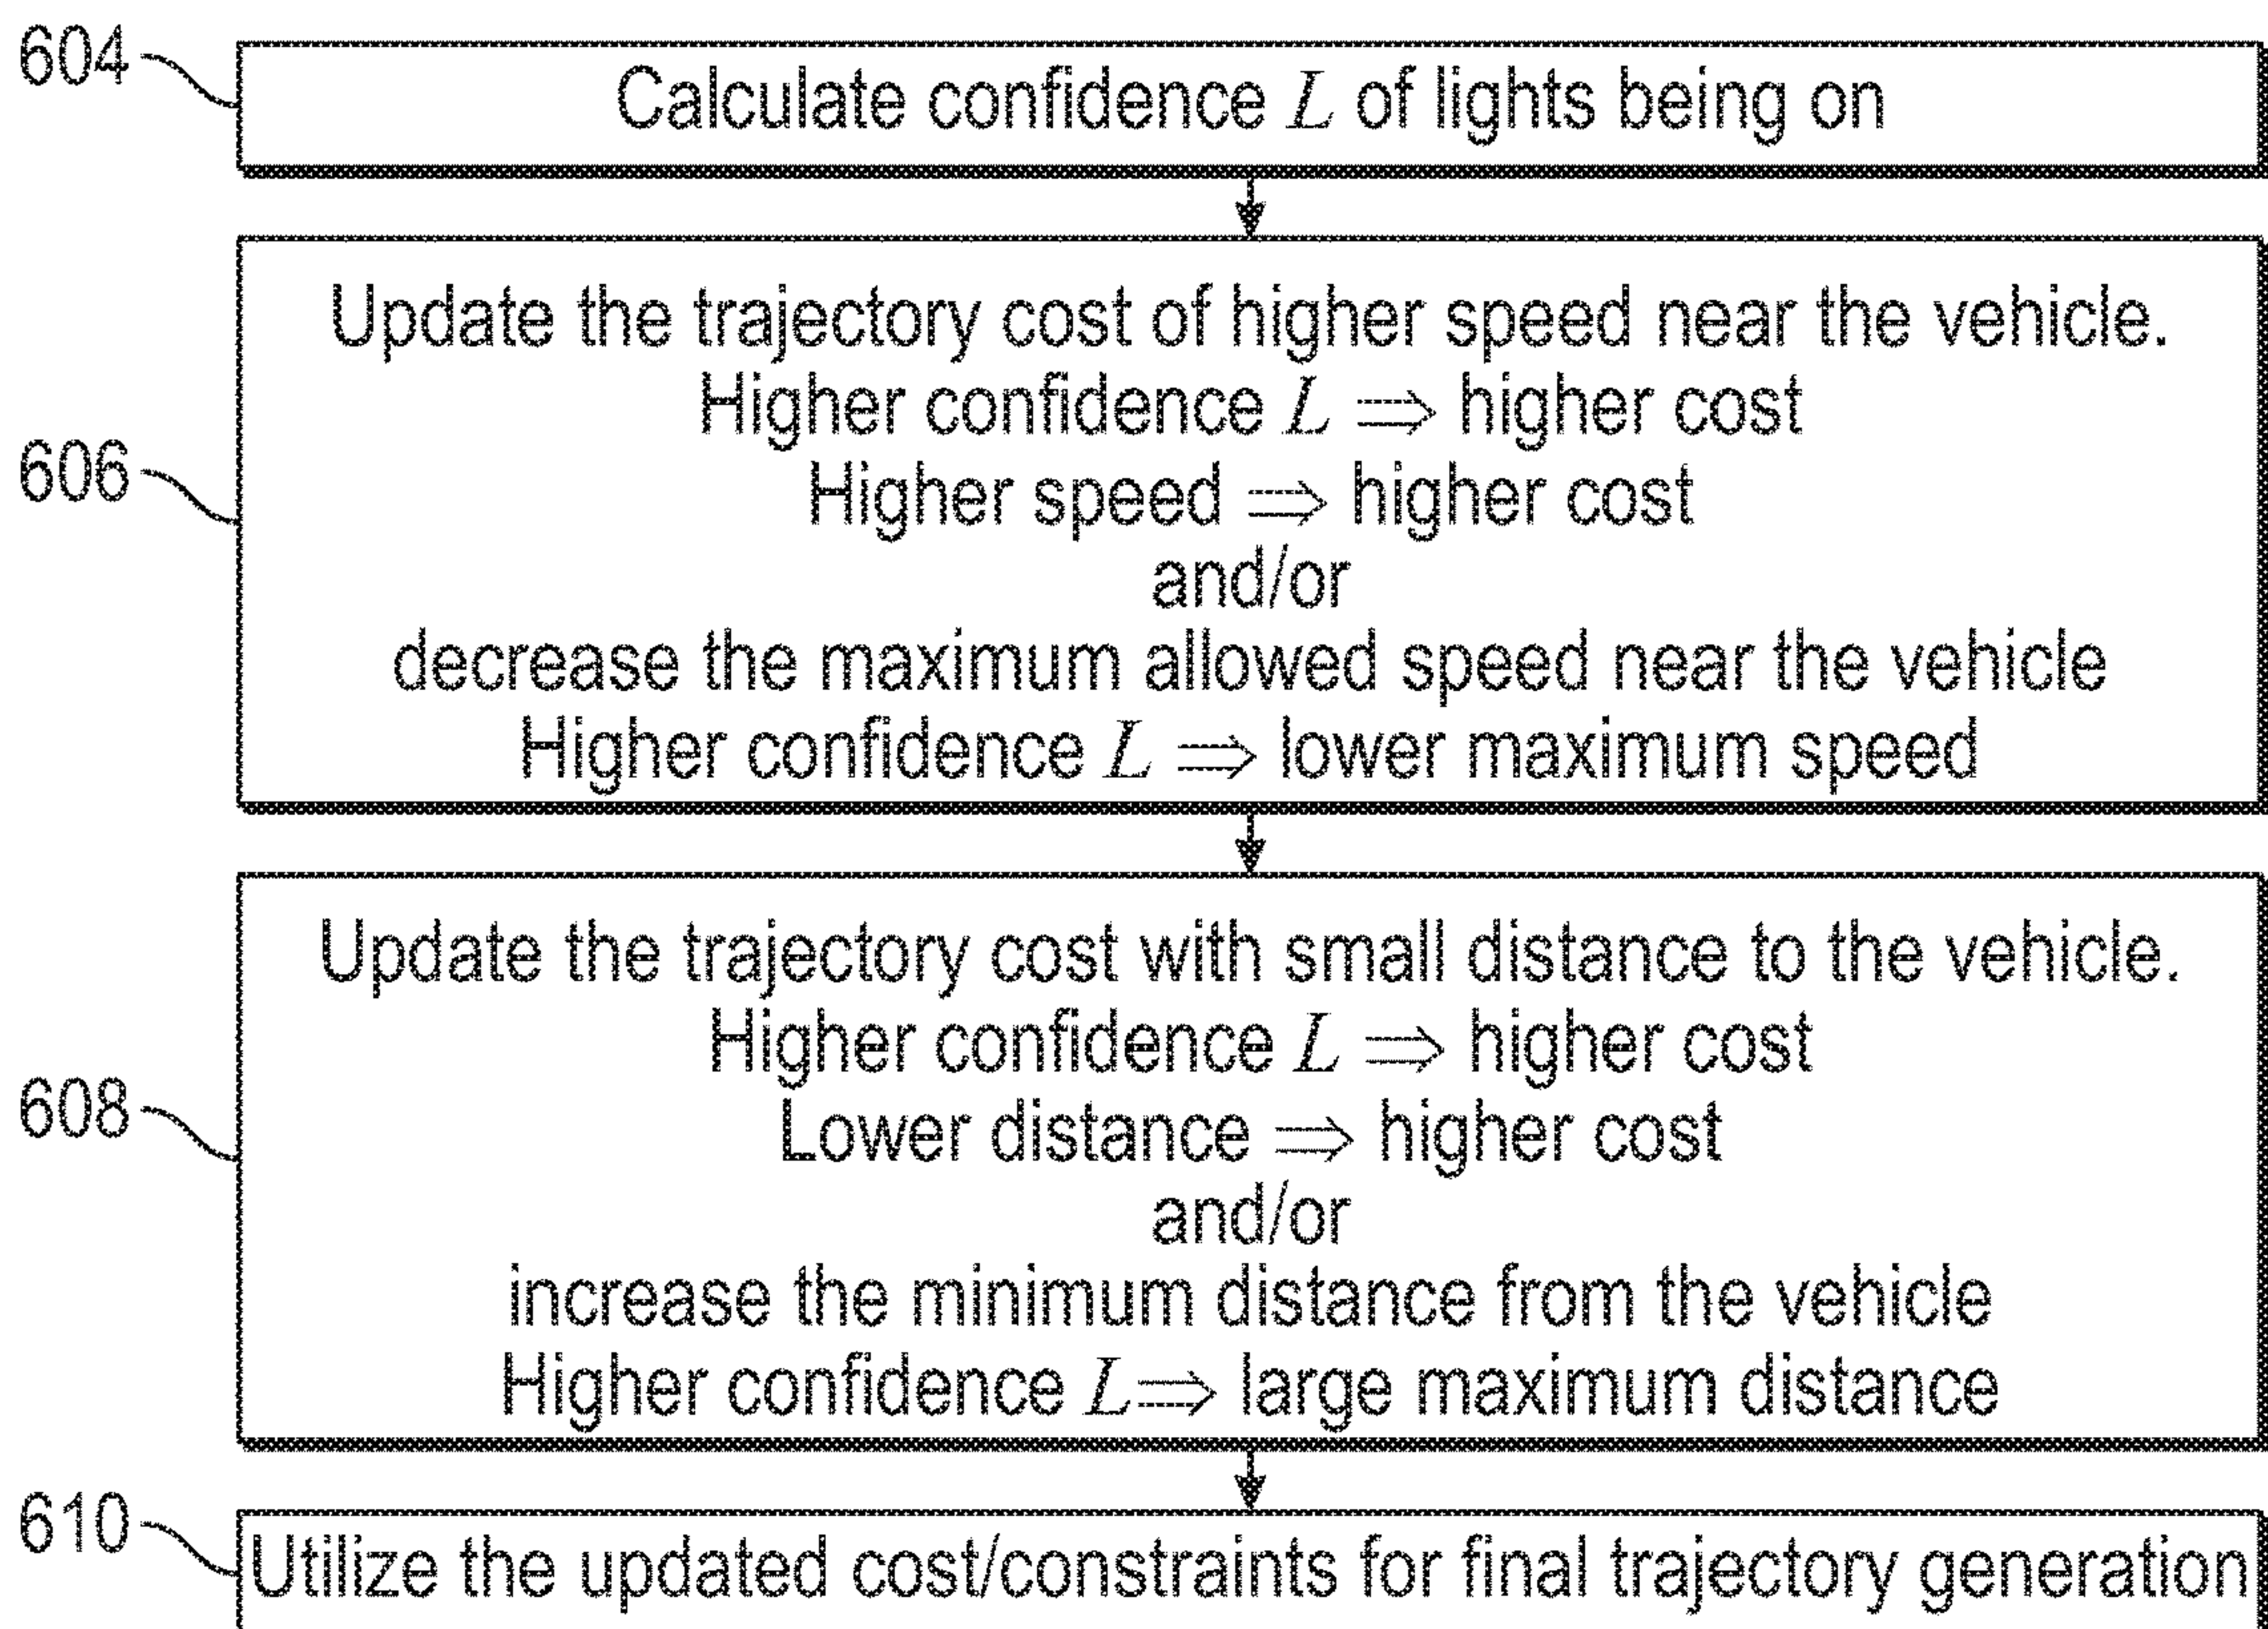 604
Calculate confidence L of lights being on
606
Update the trajectory cost of higher speed near the vehicle.
Higher confidence L ⇒ higher cost
Higher speed ⇒ higher cost
and/or
decrease the maximum allowed speed near the vehicle
Higher confidence L ⇒ lower maximum speed
608
Update the trajectory cost with small distance to the vehicle.
Higher confidence L ⇒ higher cost
Lower distance ⇒ higher cost
and/or
increase the minimum distance from the vehicle
Higher confidence L ⇒ large maximum distance
610
Utilize the updated cost/constraints for final trajectory generation